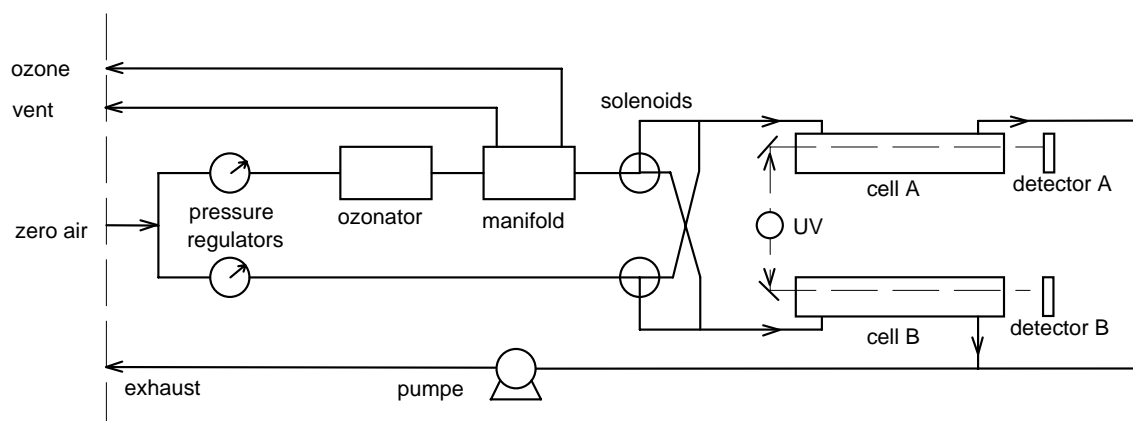 ozone
vent
solenoids
zero air
pressure
regulators
ozonator
manifold
UV
cell A
detector A
cell B
detector B
exhaust
pumpe